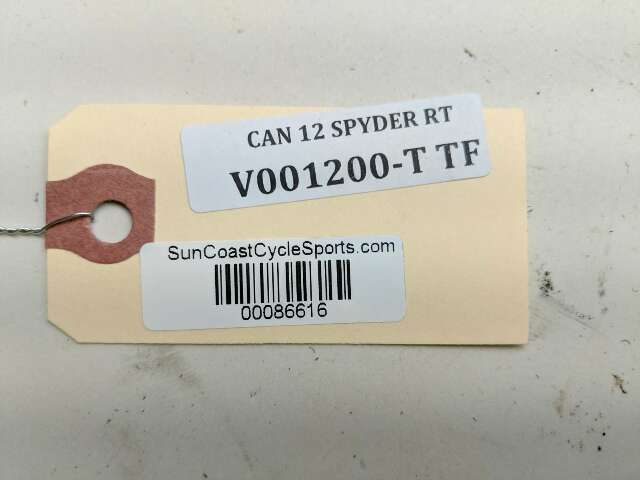 CAN 12 SPYDER RT
V001200-T TF
SunCoastCycleSports.com
00086616